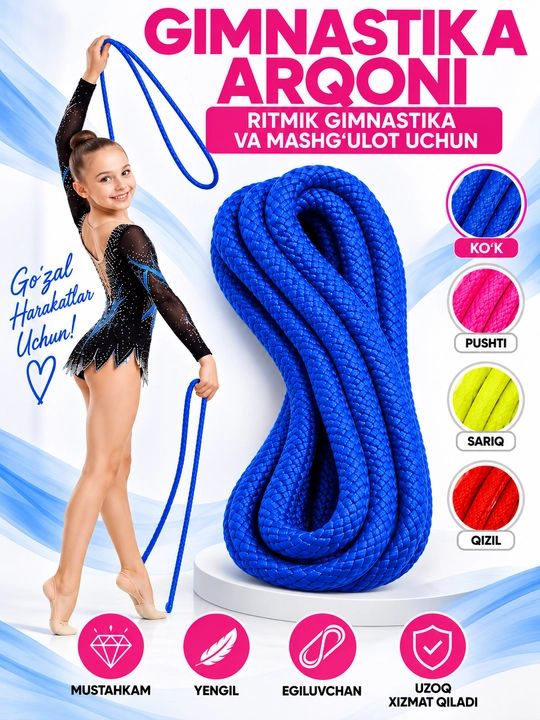 GIMNASTIKA
ARQONI
RITMIK GIMNASTIKA
VA MASHG‘ULOT UCHUN
Go‘zal
Harakatlar
Uchun!
KO‘K
PUSHTI
SARIQ
QIZIL
MUSTAHKAM
YENGIL
EGILUVCHAN
UZOQ
XIZMAT QILADI